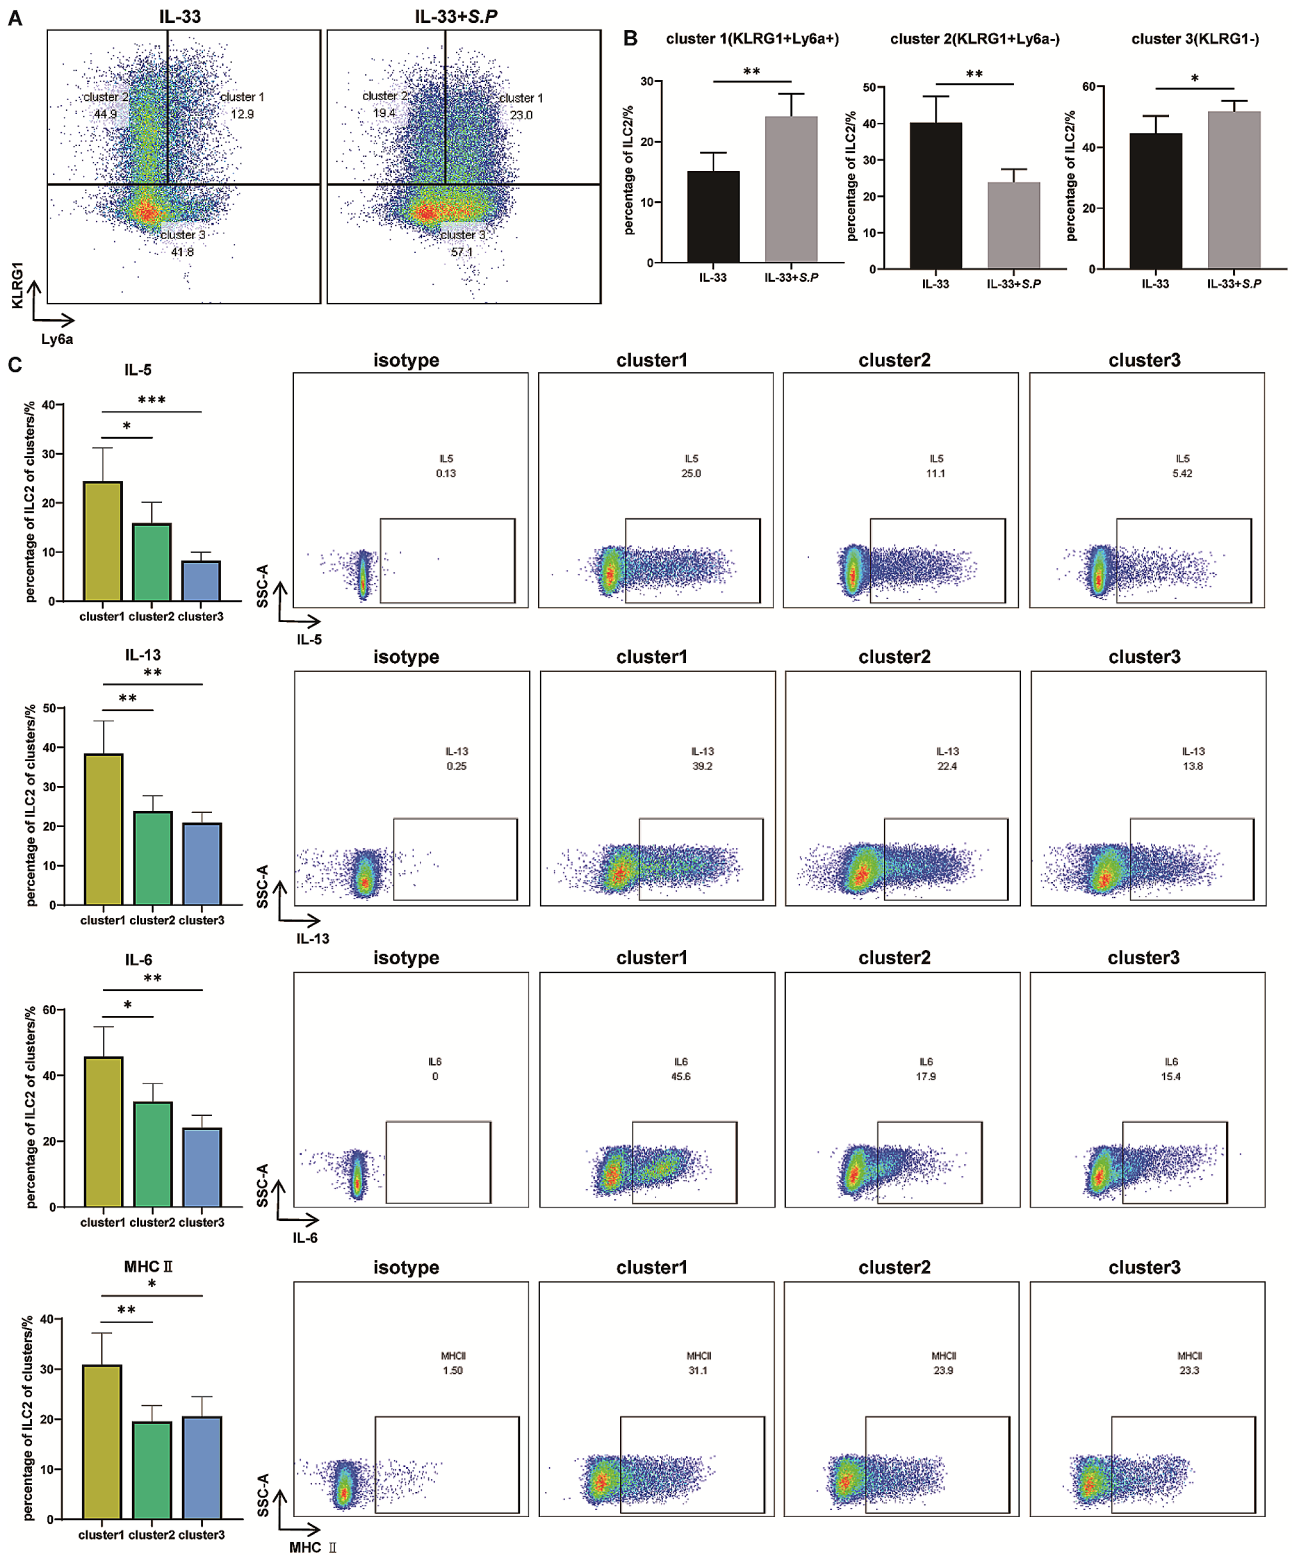 A
IL-33
IL-33+S.P
cluster 2
44.9
cluster 1
12.9
cluster 3
41.8
cluster 2
19.4
cluster 1
23.0
cluster 3
57.1
KLRG1
Ly6a
B
cluster 1(KLRG1+Ly6a+)
percentage of ILC2/%
30
20
10
0
**
IL-33
IL-33+S.P
cluster 2(KLRG1+Ly6a-)
percentage of ILC2/%
50
40
30
20
10
0
**
IL-33
IL-33+S.P
cluster 3(KLRG1-)
percentage of ILC2/%
60
40
20
0
*
IL-33
IL-33+S.P
C
IL-5
percentage of ILC2 of clusters/%
40
30
20
10
0
***
*
cluster1 cluster2 cluster3
isotype
IL5
0.13
cluster1
IL5
25.0
cluster2
IL5
11.1
cluster3
IL5
5.42
SSC-A
IL-5
IL-13
percentage of ILC2 of clusters/%
50
40
30
20
10
0
**
**
cluster1 cluster2 cluster3
isotype
IL-13
0.25
cluster1
IL-13
39.2
cluster2
IL-13
22.4
cluster3
IL-13
13.8
SSC-A
IL-13
IL-6
percentage of ILC2 of clusters/%
60
40
20
0
**
*
cluster1 cluster2 cluster3
isotype
IL6
0
cluster1
IL6
45.6
cluster2
IL6
17.9
cluster3
IL6
15.4
SSC-A
IL-6
MHC Ⅱ
percentage of ILC2 of clusters/%
40
30
20
10
0
*
**
cluster1 cluster2 cluster3
isotype
MHCII
1.50
cluster1
MHCII
31.1
cluster2
MHCII
23.9
cluster3
MHCII
23.3
SSC-A
MHC Ⅱ